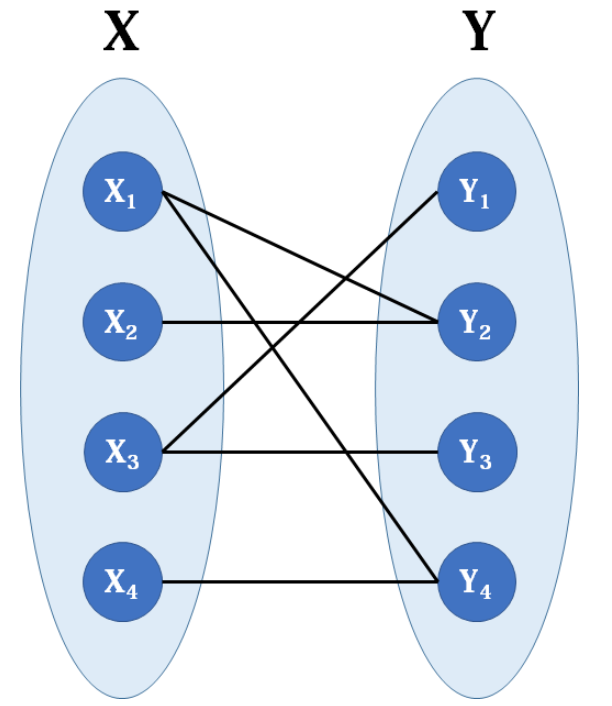 X Y
X₁ Y₁
X₂ Y₂
X₃ Y₃
X₄ Y₄